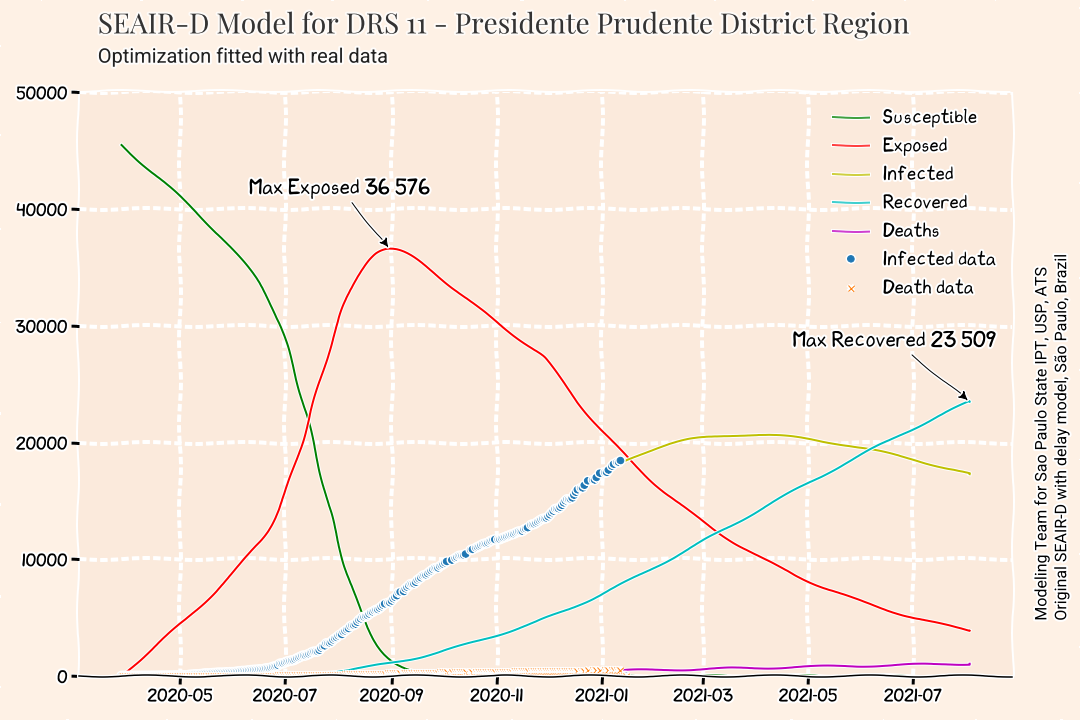 SEAIR-D Model for DRS 11 - Presidente Prudente District Region
Optimization fitted with real data
50000
40000
30000
20000
10000
0
Max Exposed 36 576
Susceptible
Exposed
Infected
Recovered
Deaths
Infected data
Death data
Max Recovered 23 509
2020-05
2020-07
2020-09
2020-11
2021-01
2021-03
2021-05
2021-07
Modeling Team for Sao Paulo State IPT, USP, ATS
Original SEAIR-D with delay model, São Paulo, Brazil